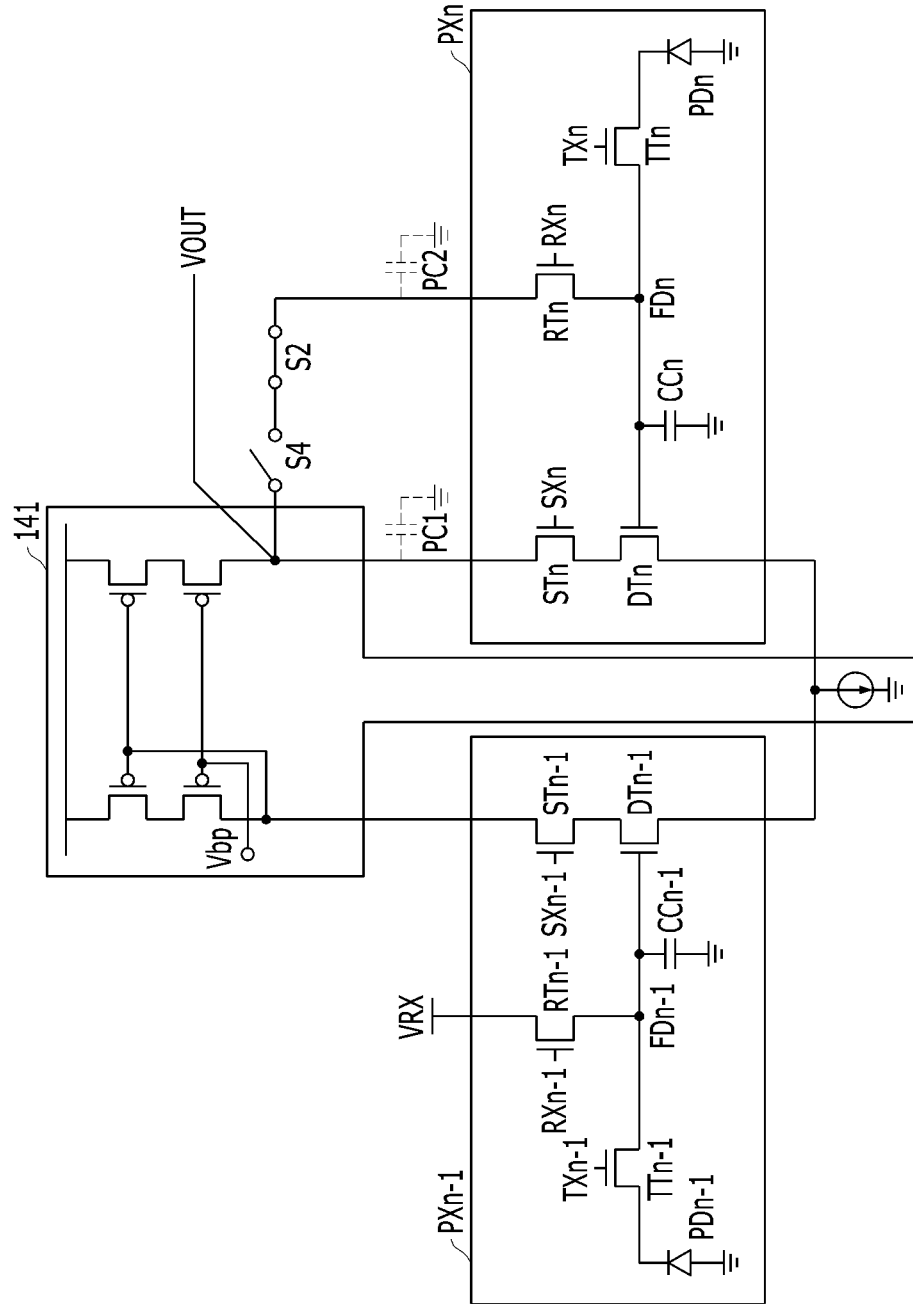 141
VOUT
Vbp
S4
S2
PC1
PC2
PXn-1
VRX
RXn-1
RTn-1
SXn-1
STn-1
TXn-1
TTn-1
FDn-1
CCn-1
DTn-1
PDn-1
PXn
STn
SXn
DTn
CCn
RTn
RXn
FDn
TXn
TTn
PDn